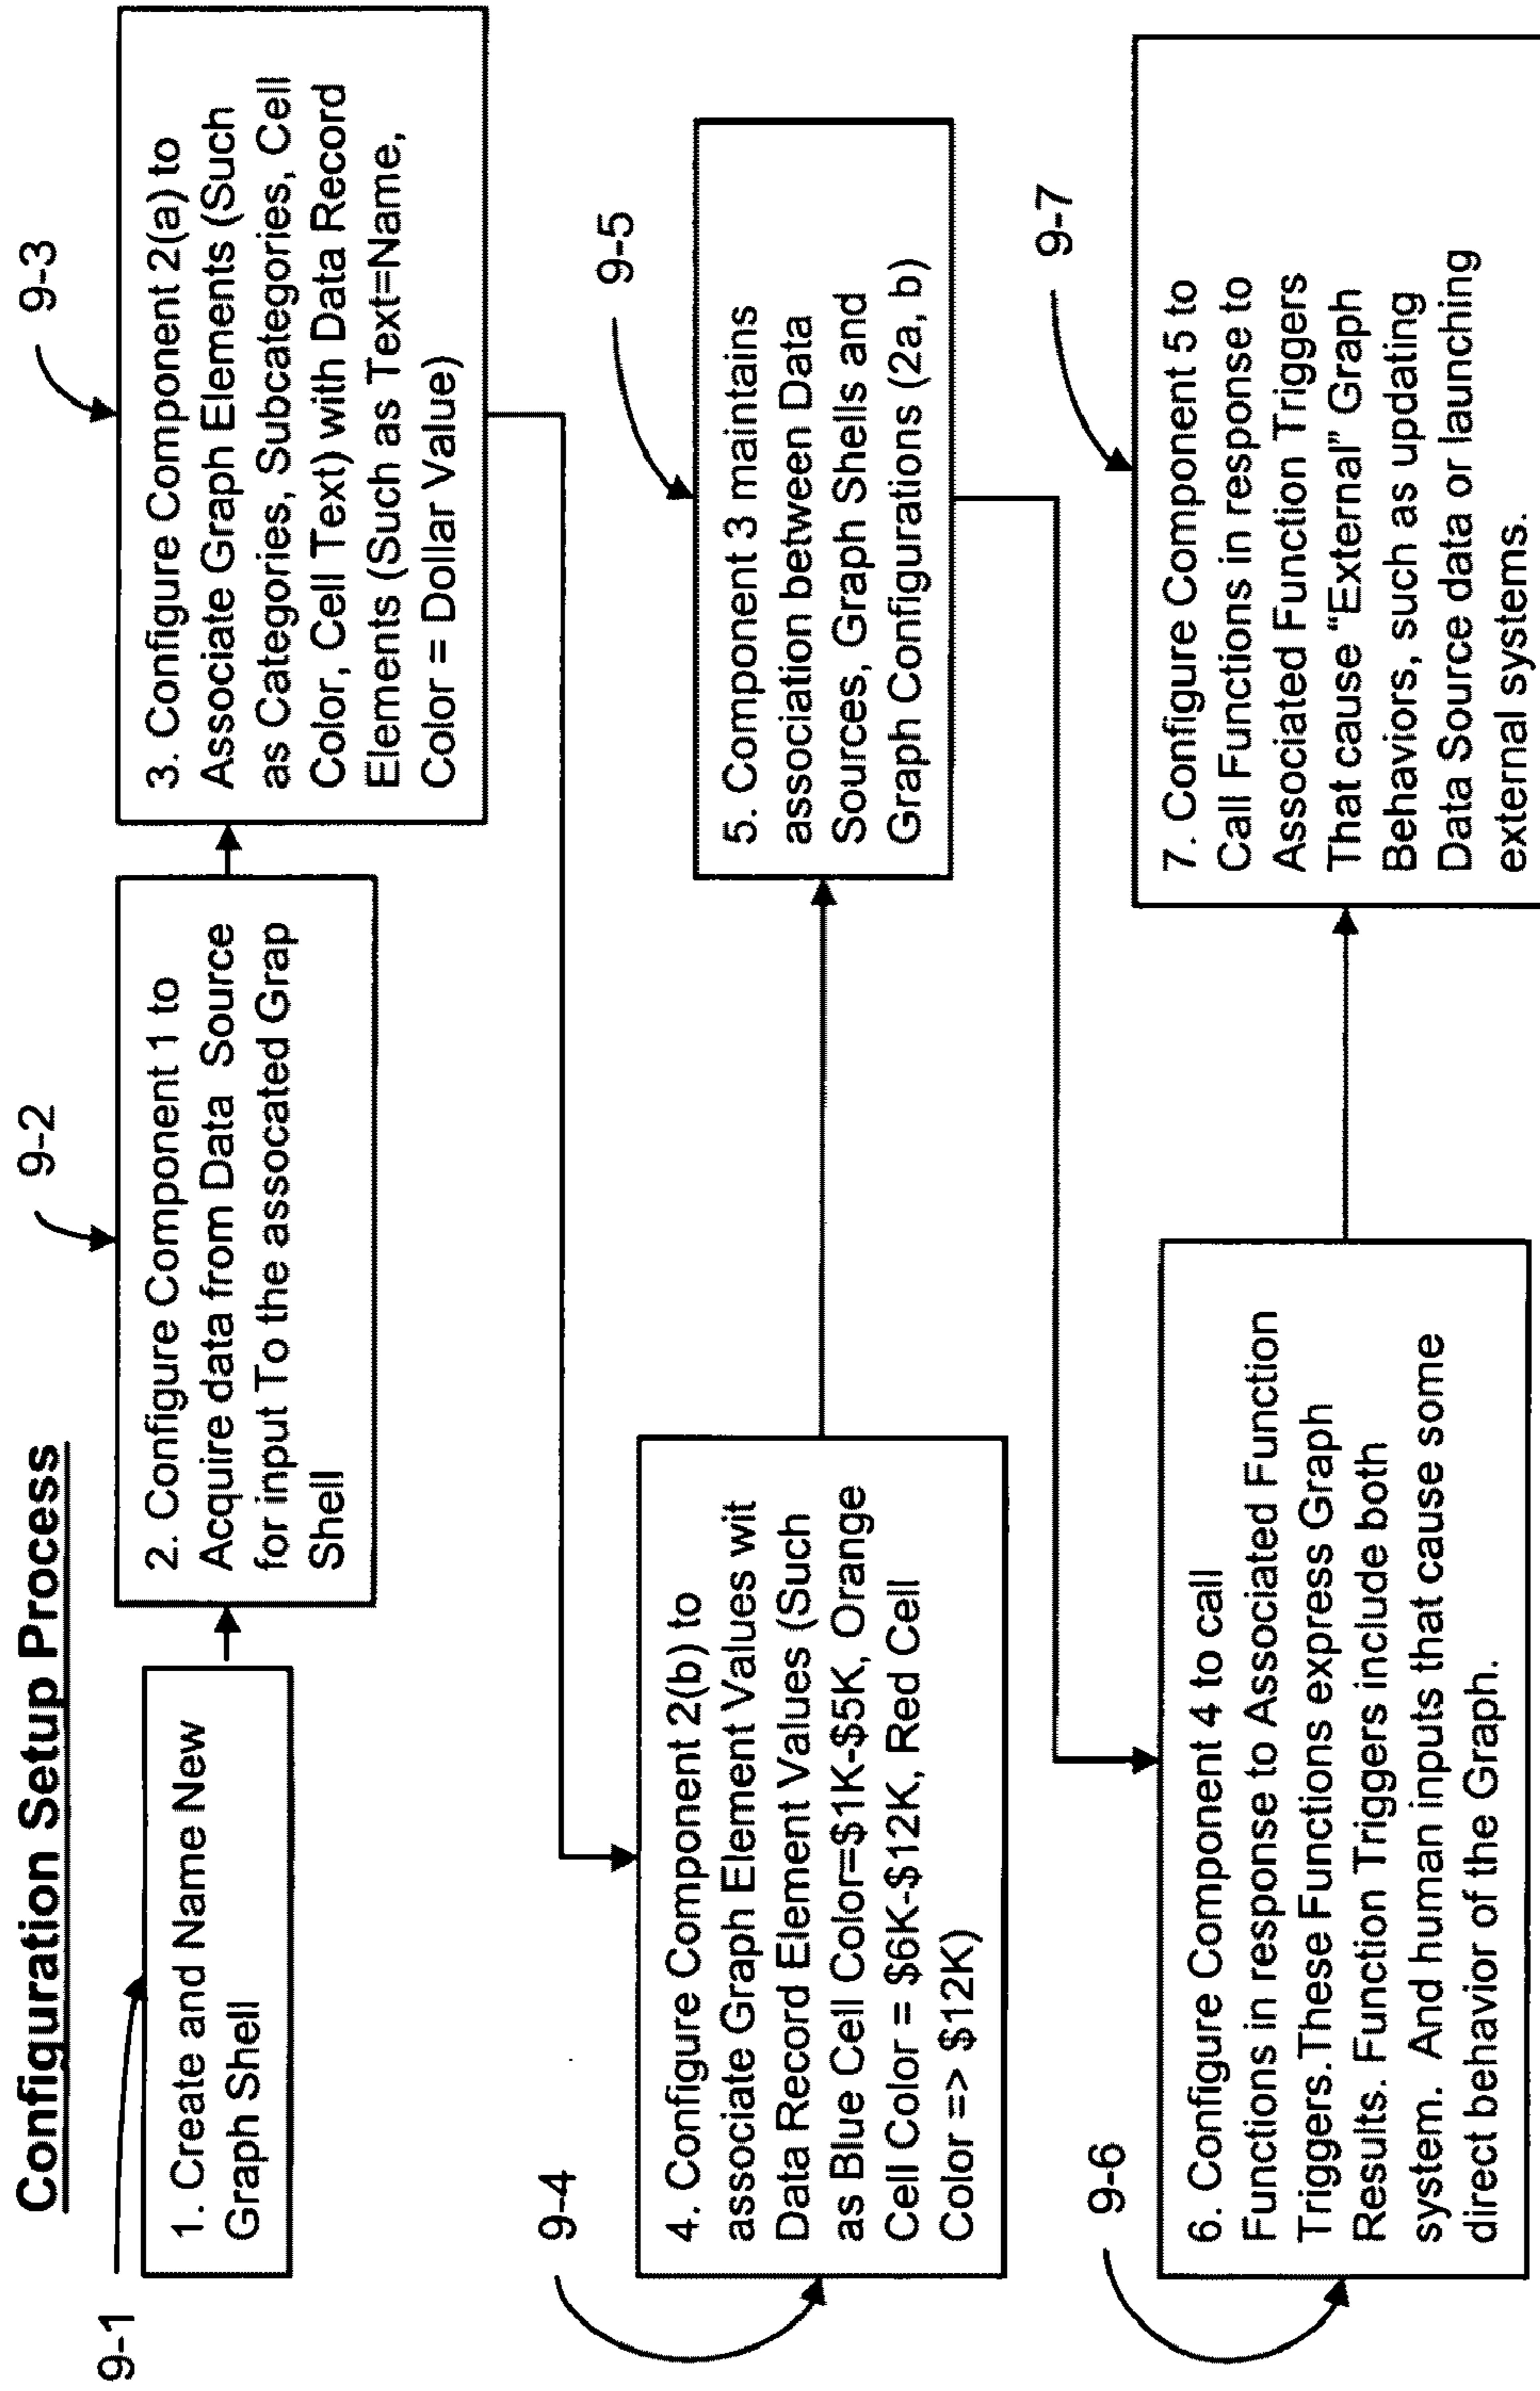 Configuration Setup Process
9-1
1. Create and Name New
Graph Shell
9-2
2. Configure Component 1 to
Acquire data from Data Source
for input To the assocated Grap
Shell
9-3
3. Configure Component 2(a) to
Associate Graph Elements (Such
as Categories, Subcategories, Cell
Color, Cell Text) with Data Record
Elements (Such as Text=Name,
Color = Dollar Value)
9-4
4. Configure Component 2(b) to
associate Graph Element Values wit
Data Record Element Values (Such
as Blue Cell Color=$1K-$5K, Orange
Cell Color = $6K-$12K, Red Cell
Color => $12K)
9-5
5. Component 3 maintains
association between Data
Sources, Graph Shells and
Graph Configurations (2a, b)
9-6
6. Configure Component 4 to call
Functions in response to Associated Function
Triggers. These Functions express Graph
Results. Function Triggers include both
system. And human inputs that cause some
direct behavior of the Graph.
9-7
7. Configure Component 5 to
Call Functions in response to
Associated Function Triggers
That cause “External” Graph
Behaviors, such as updating
Data Source data or launching
external systems.